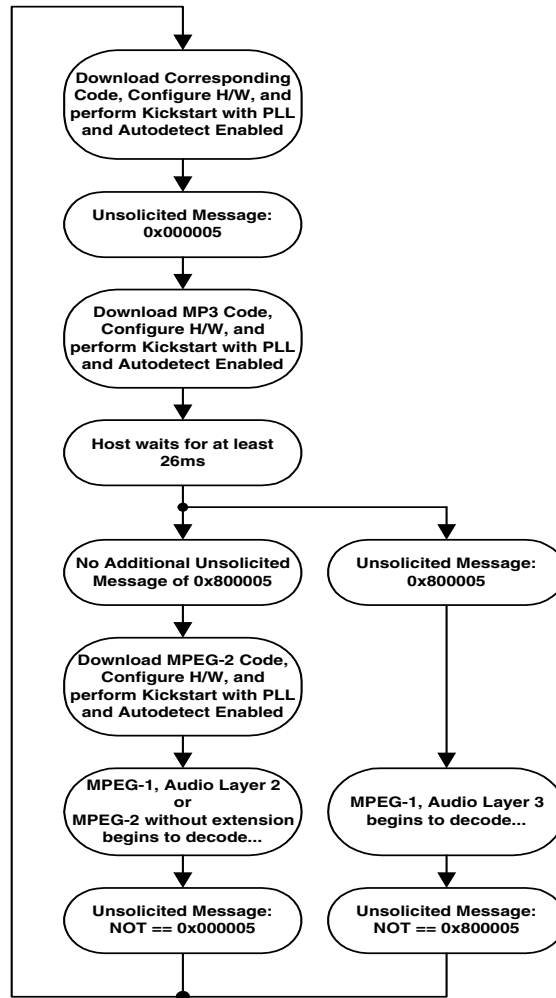 Download Corresponding
Code, Configure H/W, and
perform Kickstart with PLL
and Autodetect Enabled
Unsolicited Message:
0x000005
Download MP3 Code,
Configure H/W, and
perform Kickstart with PLL
and Autodetect Enabled
Host waits for at least
26ms
No Additional Unsolicited
Message of 0x800005
Unsolicited Message:
0x800005
Download MPEG-2 Code,
Configure H/W, and
perform Kickstart with PLL
and Autodetect Enabled
MPEG-1, Audio Layer 2
or
MPEG-2 without extension
begins to decode...
MPEG-1, Audio Layer 3
begins to decode...
Unsolicited Message:
NOT == 0x000005
Unsolicited Message:
NOT == 0x800005